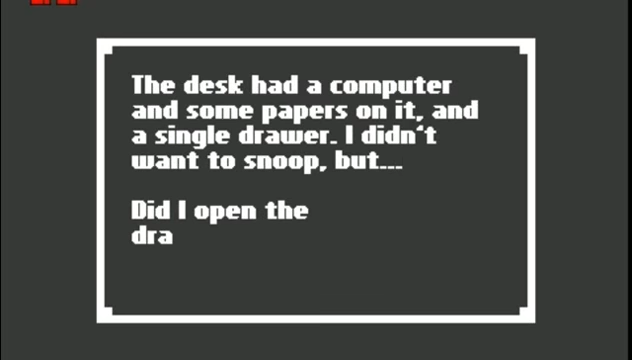 The desk had a computer
and some papers on it, and
a single drawer. I didn't
want to snoop, but...
Did I open the
dra